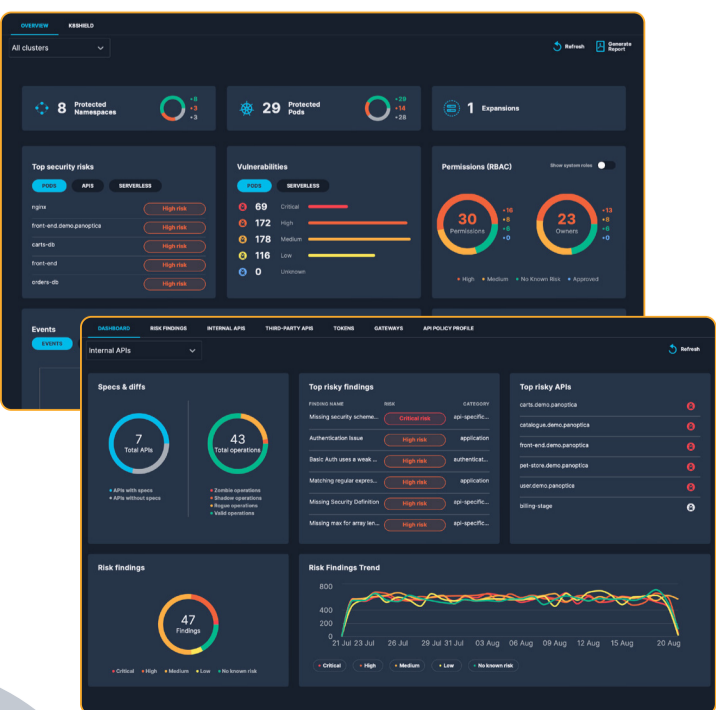 OVERVIEW K8SHIELD
All clusters
Refresh Generate Report
8 Protected Namespaces +6 +3 +3
29 Protected Pods +29 +14 +28
1 Expansions
Top security risks
PODS APIS SERVERLESS
nginx High risk
front-end.demo.panoptica High risk
carts-db High risk
front-end High risk
orders-db High risk
Vulnerabilities
PODS SERVERLESS
69 Critical
172 High
178 Medium
116 Low
0 Unknown
Permissions (RBAC) Show system roles
30 Permissions +16 +8 +6 +0
23 Owners +13 +8 +6 +0
High Medium No Known Risk Approved
Events
EVENTS
DASHBOARD RISK FINDINGS INTERNAL APIS THIRD-PARTY APIS TOKENS GATEWAYS API POLICY PROFILE
Internal APIs
Refresh
Specs & diffs
7
Total APIs
APIs with specs
APIs without specs
43
Total operations
Zombie operations
Shadow operations
Rogue operations
Valid operations
Top risky findings
FINDING NAME RISK CATEGORY
Missing security scheme... Critical risk api-specific...
Authentication Issue High risk application
Basic Auth uses a weak ... High risk authenticat...
Matching regular expres... High risk application
Missing Security Definition High risk api-specific...
Missing max for array len... High risk api-specific...
Top risky APIs
carts.demo.panoptica
catalogue.demo.panoptica
front-end.demo.panoptica
pet-store.demo.panoptica
user.demo.panoptica
billing-stage
Risk findings
47
Findings
Critical High Medium Low No known risk
Risk Findings Trend
800
400
200
0
21 Jul 23 Jul 26 Jul 29 Jul 31 Jul 03 Aug 06 Aug 09 Aug 12 Aug 15 Aug 20 Aug
Critical High Medium Low No known risk